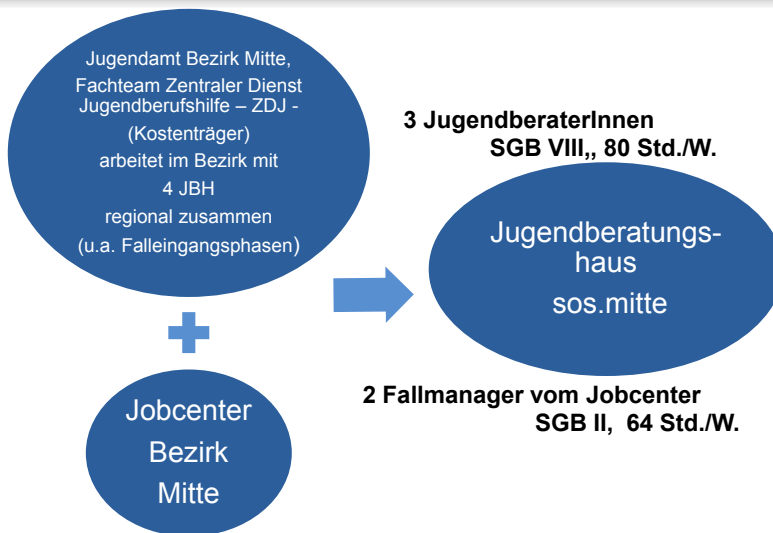 Jugendamt Bezirk Mitte,
Fachteam Zentraler Dienst
Jugendberufshilfe – ZDJ -
(Kostenträger)
arbeitet im Bezirk mit
4 JBH
regional zusammen
(u.a. Falleingangsphasen)
Jobcenter
Bezirk
Mitte
3 JugendberaterInnen
SGB VIII,, 80 Std./W.
Jugendberatungs-
haus
sos.mitte
2 Fallmanager vom Jobcenter
SGB II, 64 Std./W.